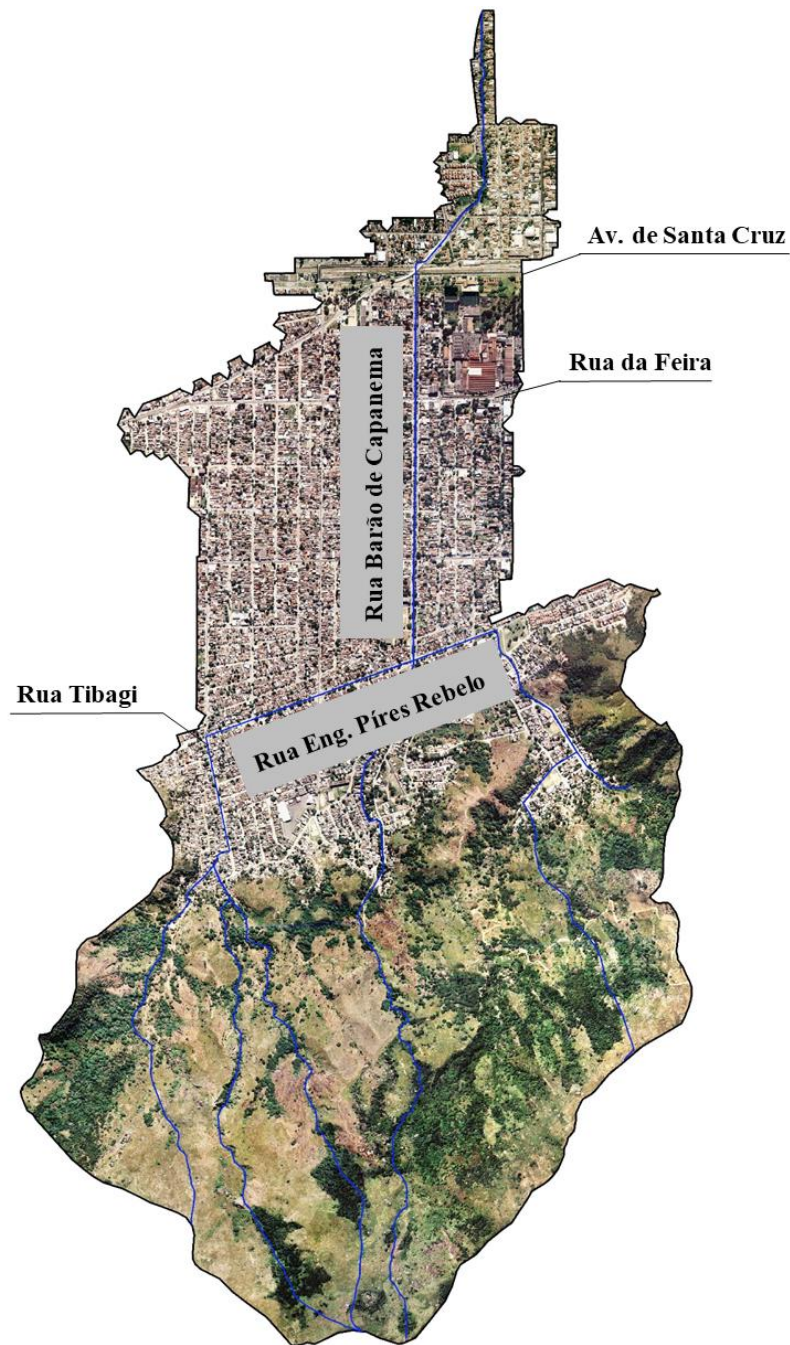 Av. de Santa Cruz
Rua da Feira
Rua Barão de Capanema
Rua Tibagi
Rua Eng. Píres Rebelo